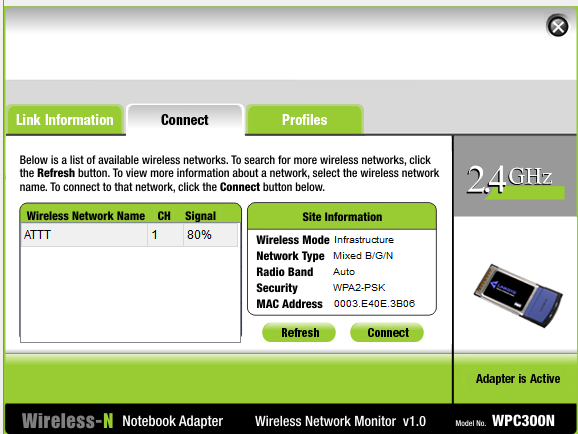 Link Information
Connect
Profiles
Below is a list of available wireless networks. To search for more wireless networks, click
the Refresh button. To view more information about a network, select the wireless network
name. To connect to that network, click the Connect button below.
2.4GHz
Wireless Network Name CH Signal
ATTT 1 80%
Site Information
Wireless Mode Infrastructure
Network Type Mixed B/G/N
Radio Band Auto
Security WPA2-PSK
MAC Address 0003.E40E.3B06
Refresh
Connect
LINKSYS
Adapter is Active
Wireless-N Notebook Adapter Wireless Network Monitor v1.0 Model No. WPC300N